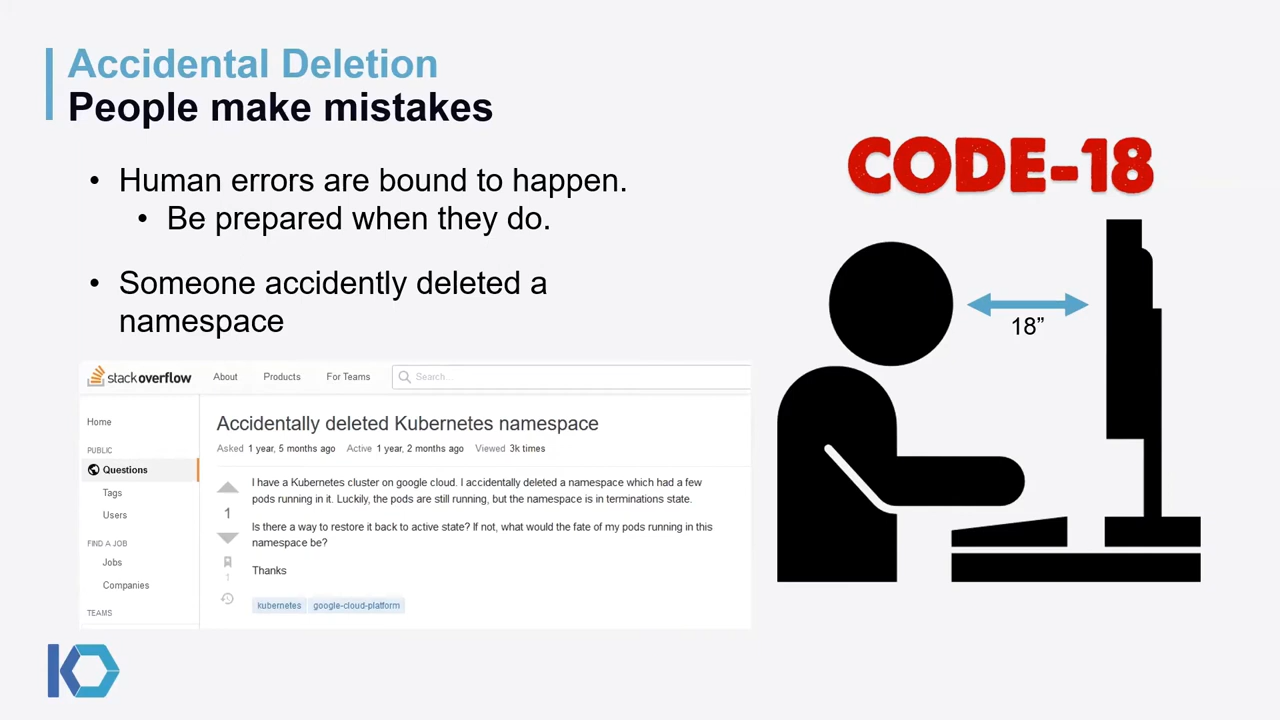 Accidental Deletion
People make mistakes
• Human errors are bound to happen.
• Be prepared when they do.
• Someone accidently deleted a
namespace
CODE-18
18”
stackoverflow
About
Products
For Teams
Search...
Home
PUBLIC
Questions
Tags
Users
FIND A JOB
Jobs
Companies
TEAMS
Accidentally deleted Kubernetes namespace
Asked 1 year, 5 months ago Active 1 year, 2 months ago Viewed 3k times
1
1
I have a Kubernetes cluster on google cloud. I accidentally deleted a namespace which had a few
pods running in it. Luckily, the pods are still running, but the namespace is in terminations state.
Is there a way to restore it back to active state? If not, what would the fate of my pods running in this
namespace be?
Thanks
kubernetes google-cloud-platform